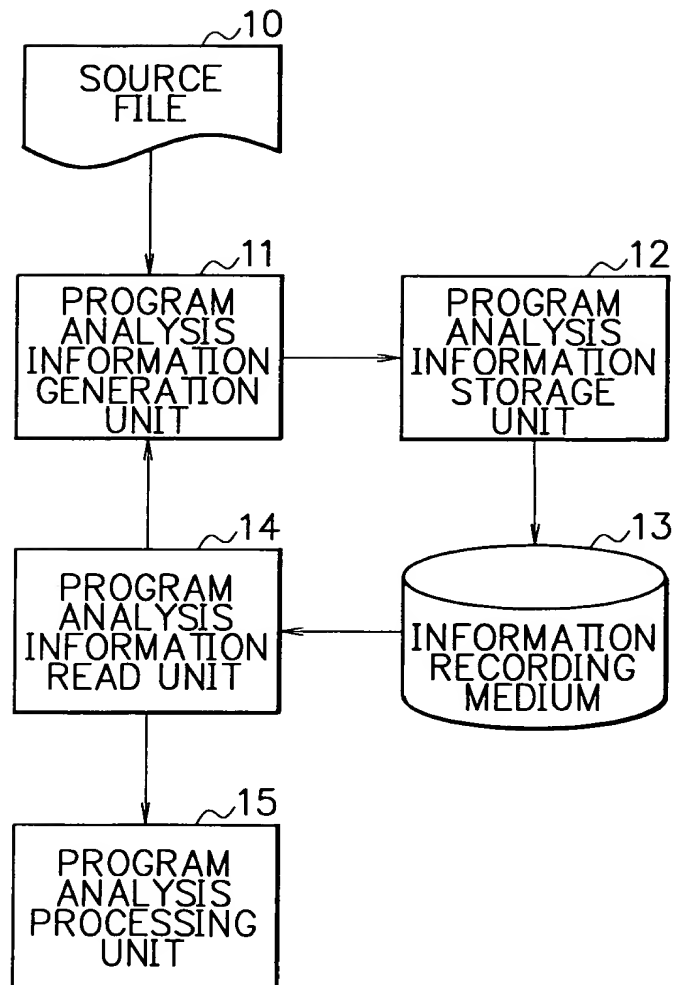 10
SOURCE
FILE
11
PROGRAM
ANALYSIS
INFORMATION
GENERATION
UNIT
12
PROGRAM
ANALYSIS
INFORMATION
STORAGE
UNIT
14
PROGRAM
ANALYSIS
INFORMATION
READ UNIT
13
INFORMATION
RECORDING
MEDIUM
15
PROGRAM
ANALYSIS
PROCESSING
UNIT